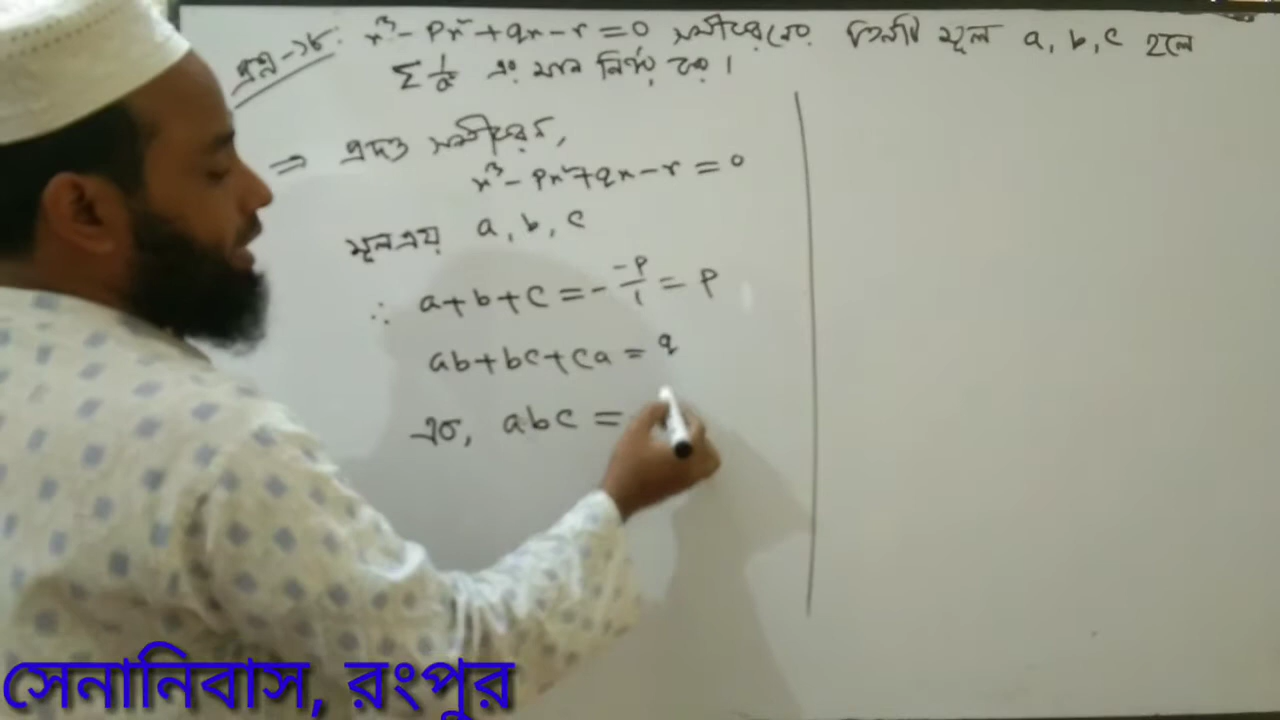 প্রশ্ন-১৮: x³ - px² + qx - r = 0 সমীকরণের তিনটি মূল a, b, c হলে
Σ 1/a² এর মান নির্ণয় কর।
⇒ প্রদত্ত সমীকরণ,
x³ - px² + qx - r = 0
মূলত্রয় a, b, c
∴ a + b + c = - -p/1 = p
ab + bc + ca = q
এবং, abc =
সেনানিবাস, রংপুর